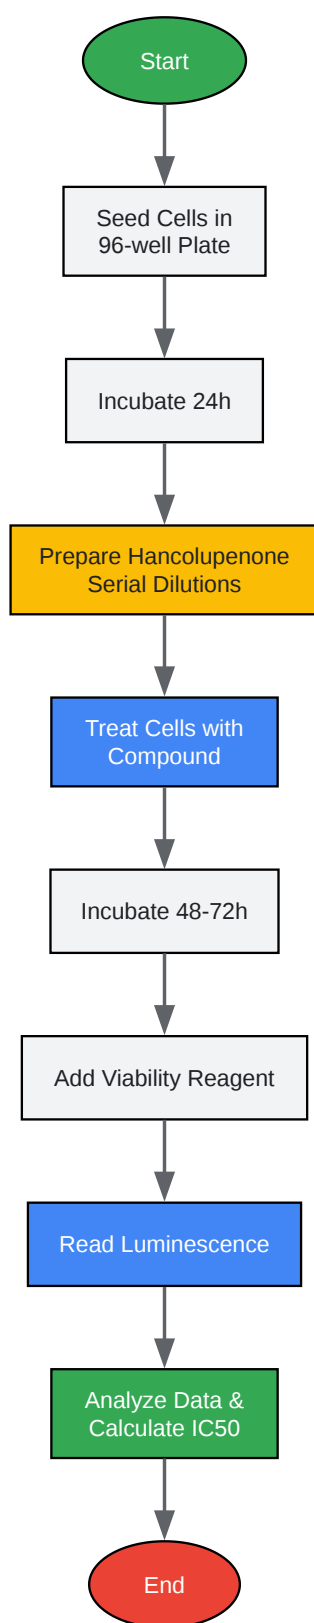 Start
Seed Cells in
96-well Plate
Incubate 24h
Prepare Hancolupenone
Serial Dilutions
Treat Cells with
Compound
Incubate 48-72h
Add Viability Reagent
Read Luminescence
Analyze Data &
Calculate IC50
End